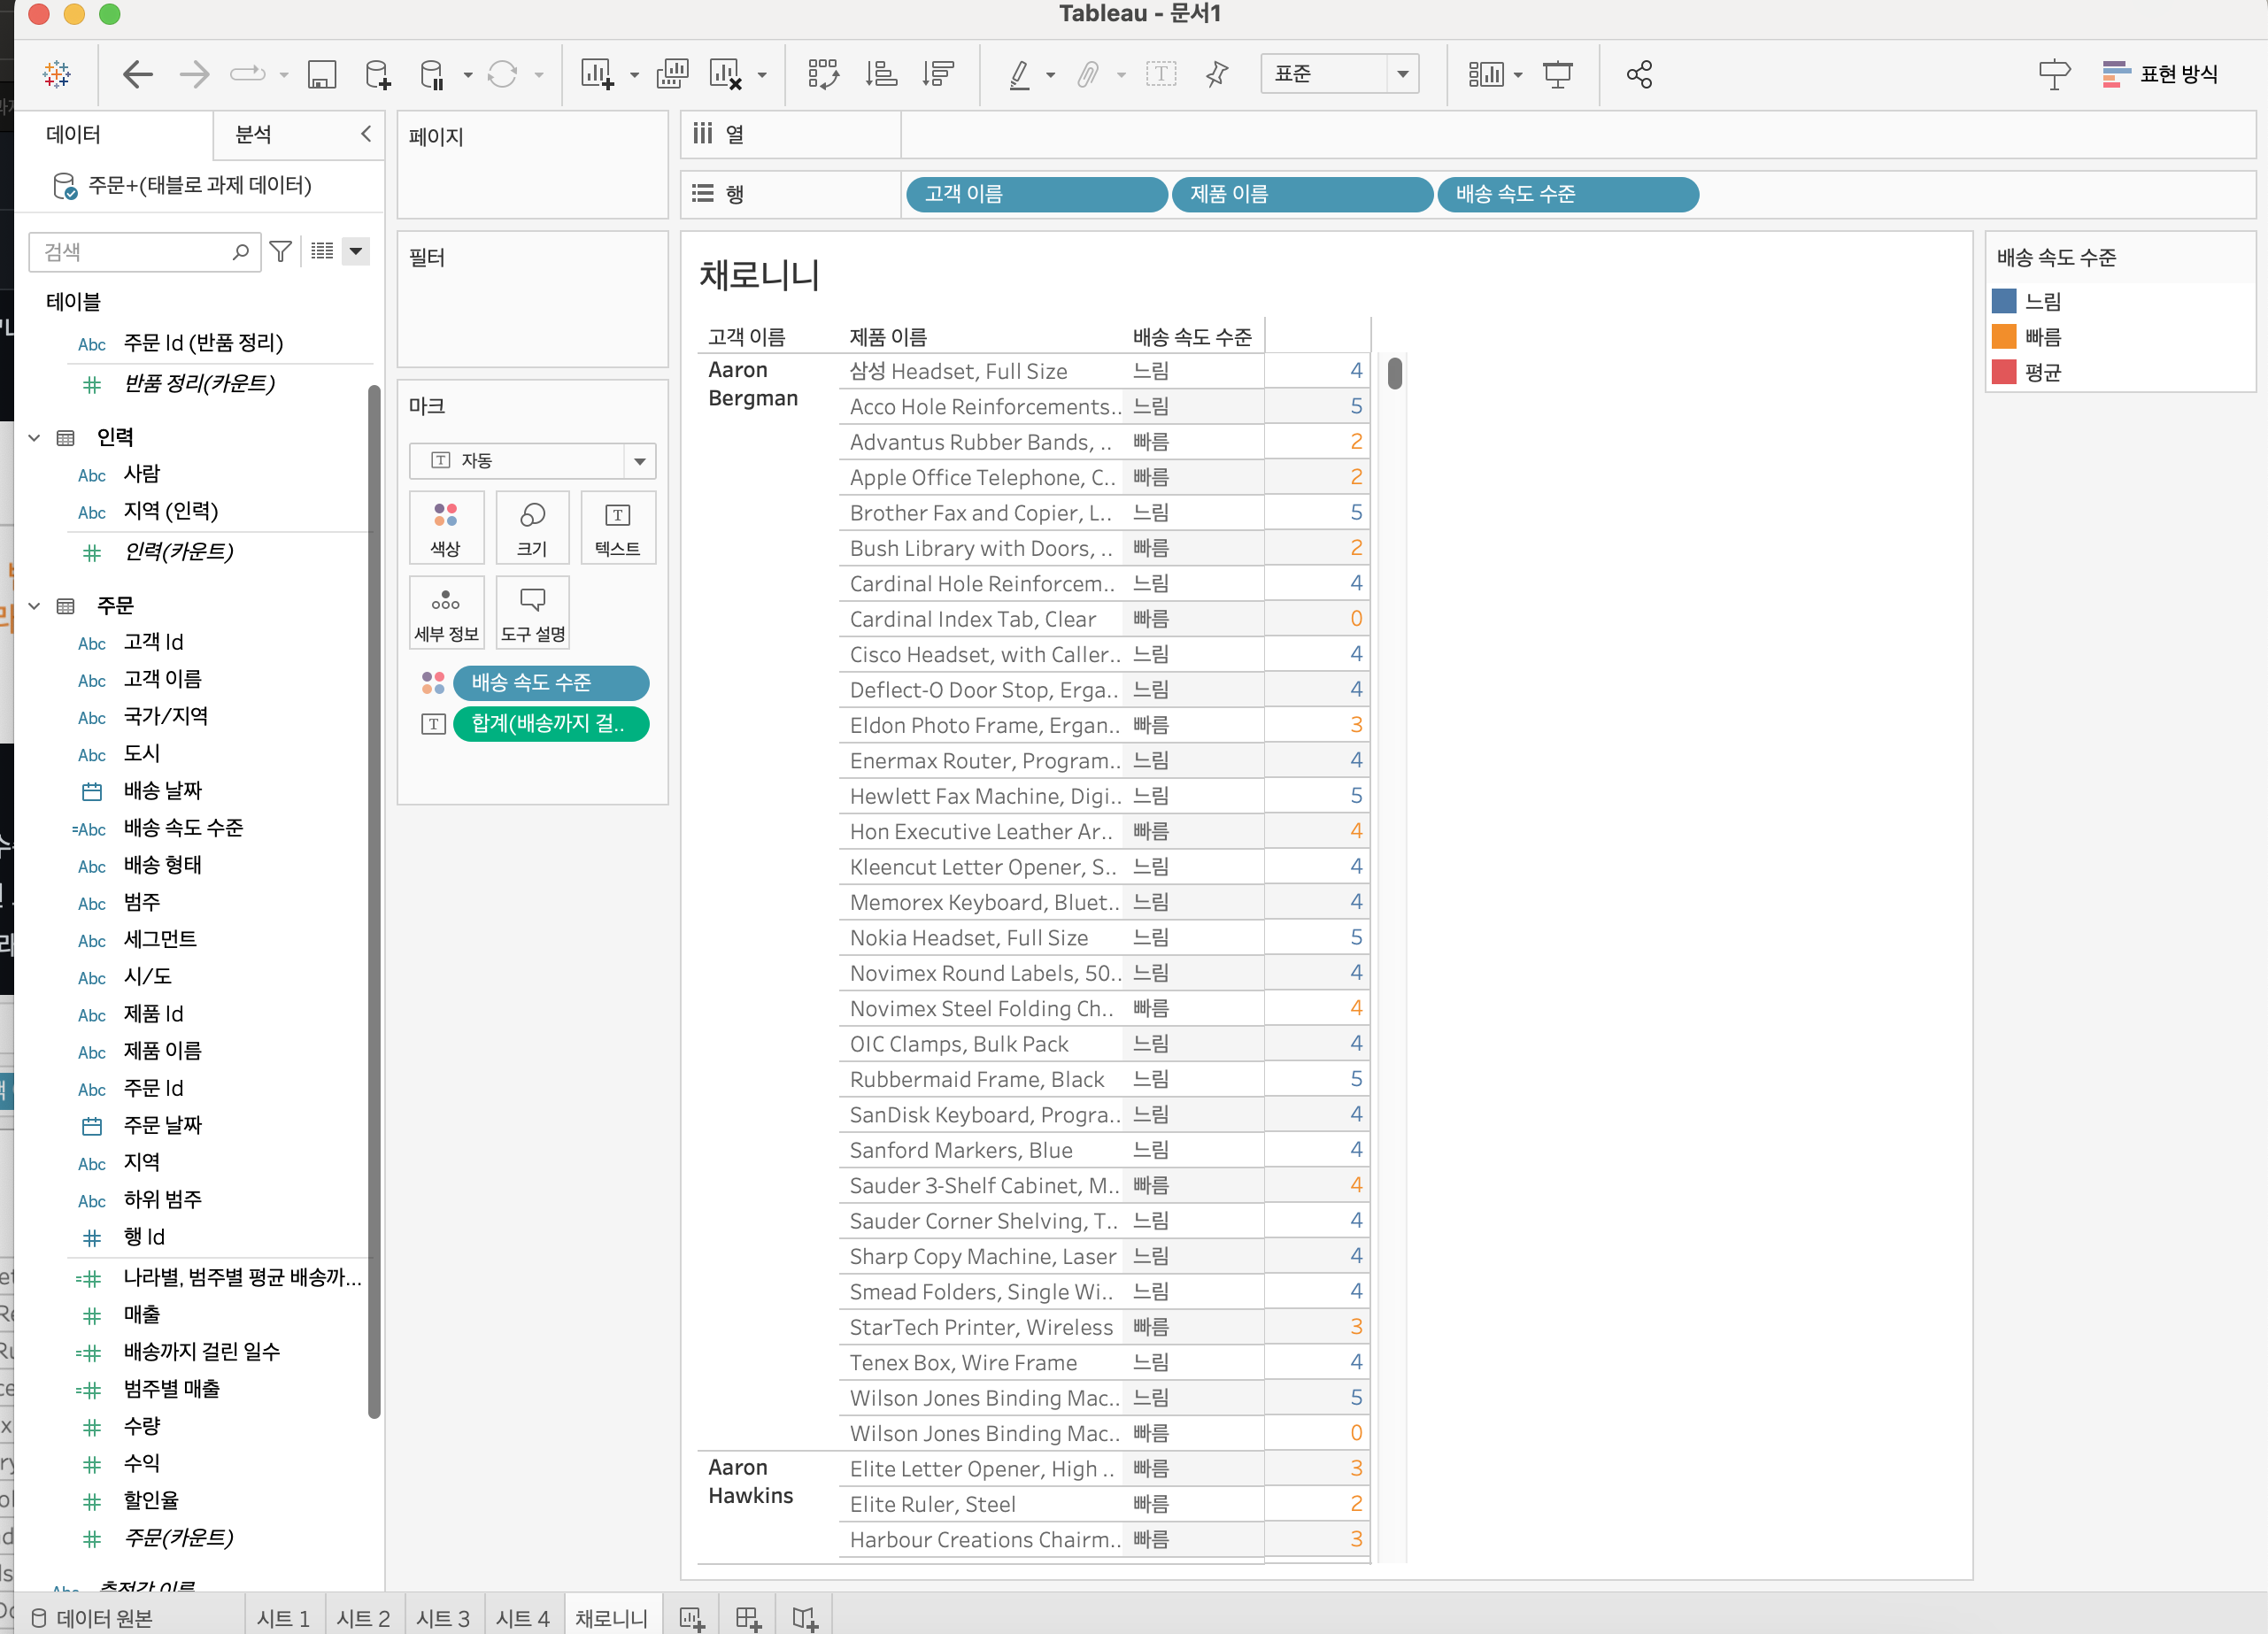 Tableau - 문서1
표준
표현 방식
데이터
분석
주문+(태블로 과제 데이터)
검색
테이블
Abc 주문 Id (반품 정리)
반품 정리(카운트)
인력
Abc 사람
Abc 지역 (인력)
인력(카운트)
주문
Abc 고객 Id
Abc 고객 이름
Abc 국가/지역
Abc 도시
배송 날짜
=Abc 배송 속도 수준
Abc 배송 형태
Abc 범주
Abc 세그먼트
Abc 시/도
Abc 제품 Id
Abc 제품 이름
Abc 주문 Id
주문 날짜
Abc 지역
Abc 하위 범주
행 Id
나라별, 범주별 평균 배송까...
매출
배송까지 걸린 일수
범주별 매출
수량
수익
할인율
주문(카운트)
페이지
필터
마크
자동
색상
크기
텍스트
세부 정보
도구 설명
배송 속도 수준
합계(배송까지 걸..
열
행
고객 이름
제품 이름
배송 속도 수준
채로니니
고객 이름 제품 이름 배송 속도 수준
Aaron Bergman
삼성 Headset, Full Size 느림 4
Acco Hole Reinforcements.. 느림 5
Advantus Rubber Bands, .. 빠름 2
Apple Office Telephone, C.. 빠름 2
Brother Fax and Copier, L.. 느림 5
Bush Library with Doors, .. 빠름 2
Cardinal Hole Reinforcem.. 느림 4
Cardinal Index Tab, Clear 빠름 0
Cisco Headset, with Caller.. 느림 4
Deflect-O Door Stop, Erga.. 느림 4
Eldon Photo Frame, Ergan.. 빠름 3
Enermax Router, Program.. 느림 4
Hewlett Fax Machine, Digi.. 느림 5
Hon Executive Leather Ar.. 빠름 4
Kleencut Letter Opener, S.. 느림 4
Memorex Keyboard, Bluet.. 느림 4
Nokia Headset, Full Size 느림 5
Novimex Round Labels, 50.. 느림 4
Novimex Steel Folding Ch.. 빠름 4
OIC Clamps, Bulk Pack 느림 4
Rubbermaid Frame, Black 느림 5
SanDisk Keyboard, Progra.. 느림 4
Sanford Markers, Blue 느림 4
Sauder 3-Shelf Cabinet, M.. 빠름 4
Sauder Corner Shelving, T.. 느림 4
Sharp Copy Machine, Laser 느림 4
Smead Folders, Single Wi.. 느림 4
StarTech Printer, Wireless 빠름 3
Tenex Box, Wire Frame 느림 4
Wilson Jones Binding Mac.. 느림 5
Wilson Jones Binding Mac.. 빠름 0
Aaron Hawkins
Elite Letter Opener, High .. 빠름 3
Elite Ruler, Steel 빠름 2
Harbour Creations Chairm.. 빠름 3
배송 속도 수준
느림
빠름
평균
데이터 원본
시트 1
시트 2
시트 3
시트 4
채로니니